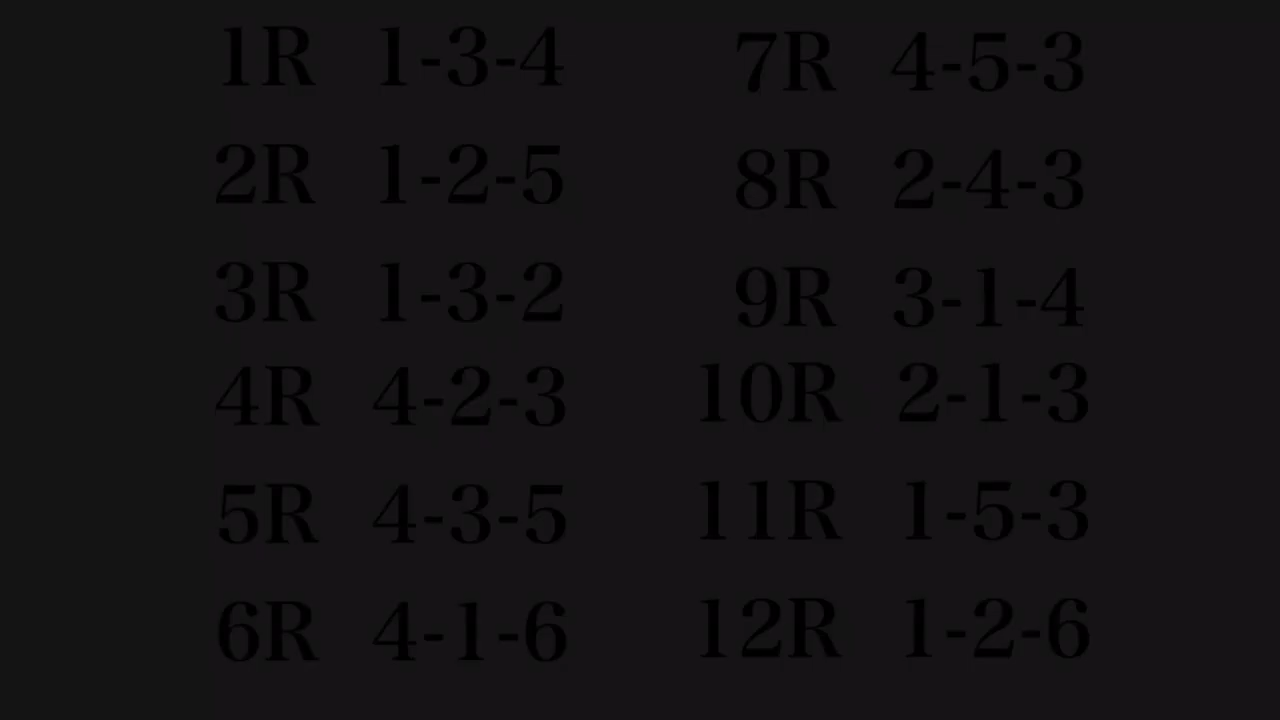 1R 1-3-4
2R 1-2-5
3R 1-3-2
4R 4-2-3
5R 4-3-5
6R 4-1-6
7R 4-5-3
8R 2-4-3
9R 3-1-4
10R 2-1-3
11R 1-5-3
12R 1-2-6